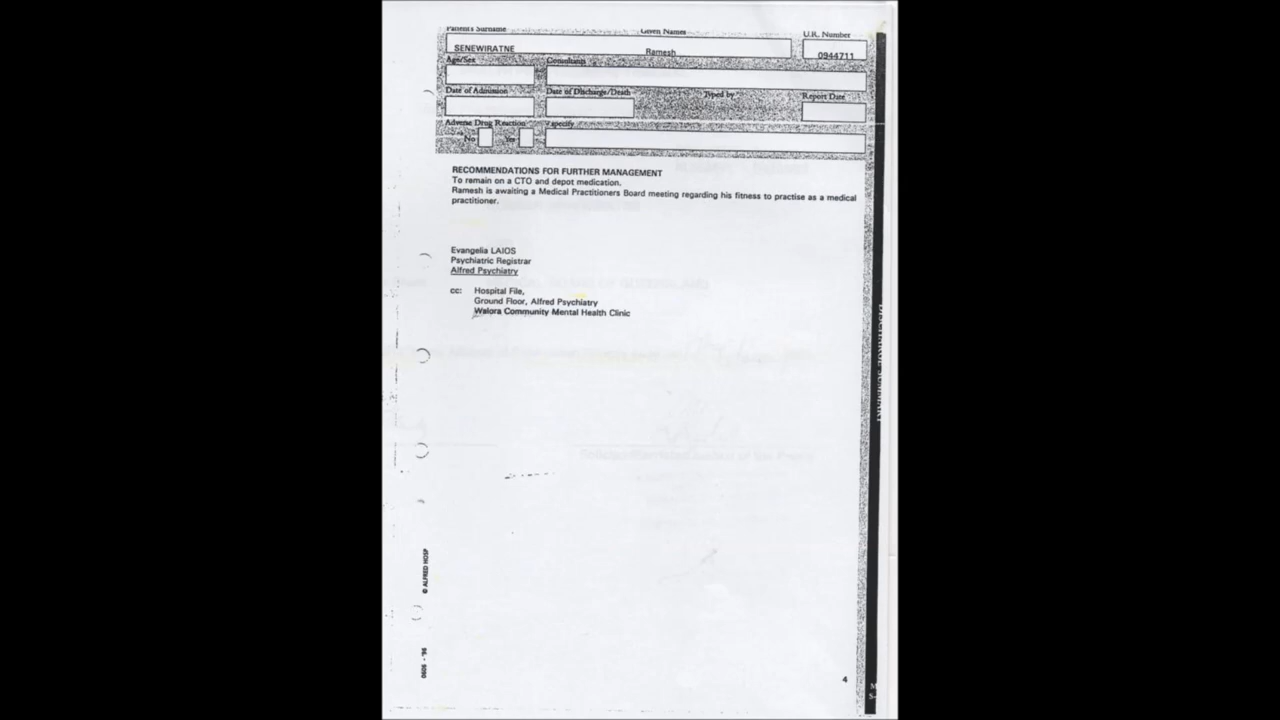 Patient's Surname Given Names U.R. Number
SENEWIRATNE Ramesh 0944711
Age/Sex Consultants
Date of Admission Date of Discharge/Death Typed by Report Date
Adverse Drug Reaction - specify
No Yes
RECOMMENDATIONS FOR FURTHER MANAGEMENT
To remain on a CTO and depot medication.
Ramesh is awaiting a Medical Practitioners Board meeting regarding his fitness to practise as a medical
practitioner.
Evangelia LAIOS
Psychiatric Registrar
Alfred Psychiatry
cc: Hospital File,
Ground Floor, Alfred Psychiatry
Walora Community Mental Health Clinic
© ALFRED HOSP
0606 - '96
4